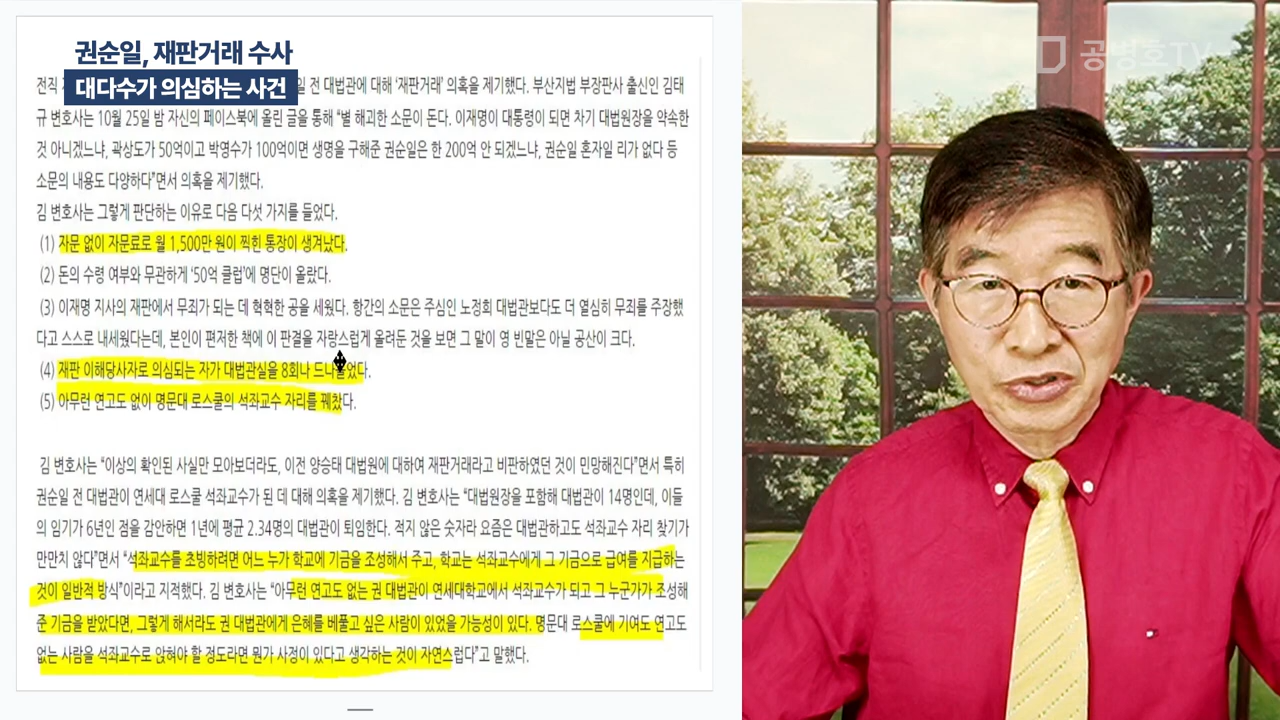 권순일, 재판거래 수사
대다수가 의심하는 사건
공병호TV
전직 일 전 대법관에 대해 ‘재판거래’ 의혹을 제기했다. 부산지법 부장판사 출신인 김태
규 변호사는 10월 25일 밤 자신의 페이스북에 올린 글을 통해 “별 해괴한 소문이 돈다. 이재명이 대통령이 되면 차기 대법원장을 약속한
것 아니겠느냐, 곽상도가 50억이고 박영수가 100억이면 생명을 구해준 권순일은 한 200억 안 되겠느냐, 권순일 혼자일 리가 없다 등
소문의 내용도 다양하다”면서 의혹을 제기했다.
김 변호사는 그렇게 판단하는 이유로 다음 다섯 가지를 들었다.
(1) 자문 없이 자문료로 월 1,500만 원이 찍힌 통장이 생겨났다.
(2) 돈의 수령 여부와 무관하게 ‘50억 클럽’에 명단이 올랐다.
(3) 이재명 지사의 재판에서 무죄가 되는 데 혁혁한 공을 세웠다. 항간의 소문은 주심인 노정희 대법관보다도 더 열심히 무죄를 주장했
다고 스스로 내세웠다는데, 본인이 편저한 책에 이 판결을 자랑스럽게 올려둔 것을 보면 그 말이 영 빈말은 아닐 공산이 크다.
(4) 재판 이해당사자로 의심되는 자가 대법관실을 8회나 드나들었다.
(5) 아무런 연고도 없이 명문대 로스쿨의 석좌교수 자리를 꿰찼다.
김 변호사는 “이상의 확인된 사실만 모아보더라도, 이전 양승태 대법원에 대하여 재판거래라고 비판하였던 것이 민망해진다”면서 특히
권순일 전 대법관이 연세대 로스쿨 석좌교수가 된 데 대해 의혹을 제기했다. 김 변호사는 “대법원장을 포함해 대법관이 14명인데, 이들
의 임기가 6년인 점을 감안하면 1년에 평균 2.34명의 대법관이 퇴임한다. 적지 않은 숫자라 요즘은 대법관하고도 석좌교수 자리 찾기가
만만치 않다”면서 “석좌교수를 초빙하려면 어느 누가 학교에 기금을 조성해서 주고, 학교는 석좌교수에게 그 기금으로 급여를 지급하는
것이 일반적 방식”이라고 지적했다. 김 변호사는 “아무런 연고도 없는 권 대법관이 연세대학교에서 석좌교수가 되고 그 누군가가 조성해
준 기금을 받았다면, 그렇게 해서라도 권 대법관에게 은혜를 베풀고 싶은 사람이 있었을 가능성이 있다. 명문대 로스쿨에 기여도 연고도
없는 사람을 석좌교수로 앉혀야 할 정도라면 뭔가 사정이 있다고 생각하는 것이 자연스럽다”고 말했다.